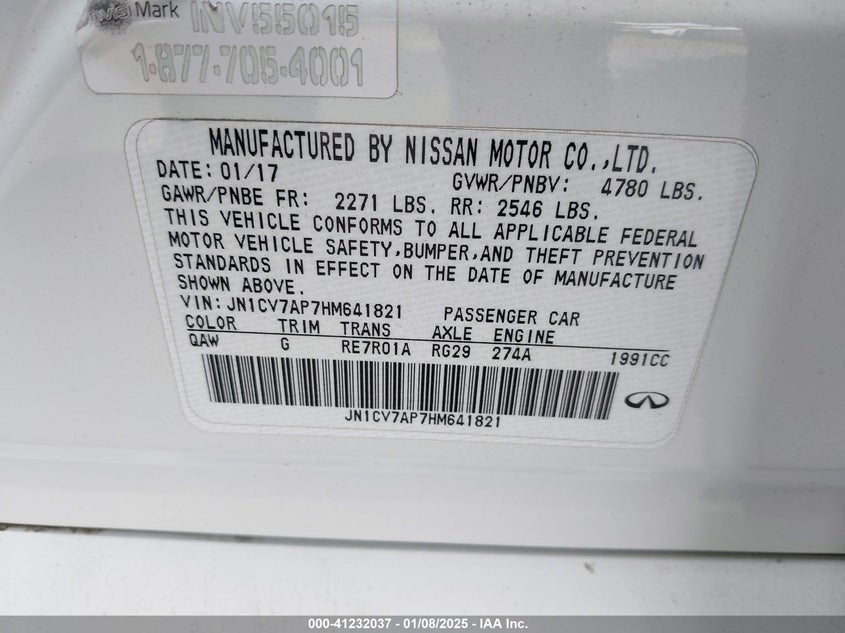 Mark INV55015
1-877-705-4001
MANUFACTURED BY NISSAN MOTOR CO.,LTD.
DATE: 01/17 GVWR/PNBV: 4780 LBS.
GAWR/PNBE FR: 2271 LBS. RR: 2546 LBS.
THIS VEHICLE CONFORMS TO ALL APPLICABLE FEDERAL
MOTOR VEHICLE SAFETY,BUMPER,AND THEFT PREVENTION
STANDARDS IN EFFECT ON THE DATE OF MANUFACTURE
SHOWN ABOVE.
VIN:JN1CV7AP7HM641821 PASSENGER CAR
COLOR TRIM TRANS AXLE ENGINE
QAW G RE7R01A RG29 274A 1991CC
JN1CV7AP7HM641821
000-41232037 - 01/08/2025 - IAA Inc.